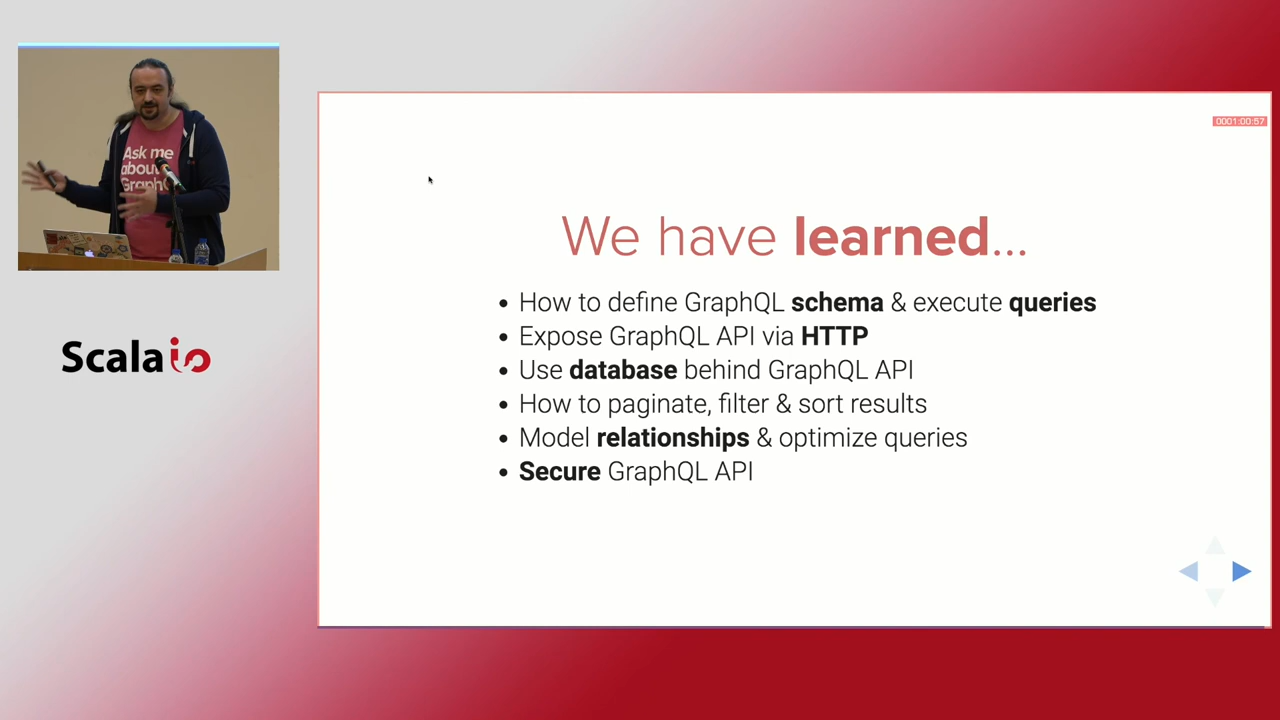 Ask me
about
GraphQ
Scala io
0001:00:57
We have learned...
• How to define GraphQL schema & execute queries
• Expose GraphQL API via HTTP
• Use database behind GraphQL API
• How to paginate, filter & sort results
• Model relationships & optimize queries
• Secure GraphQL API